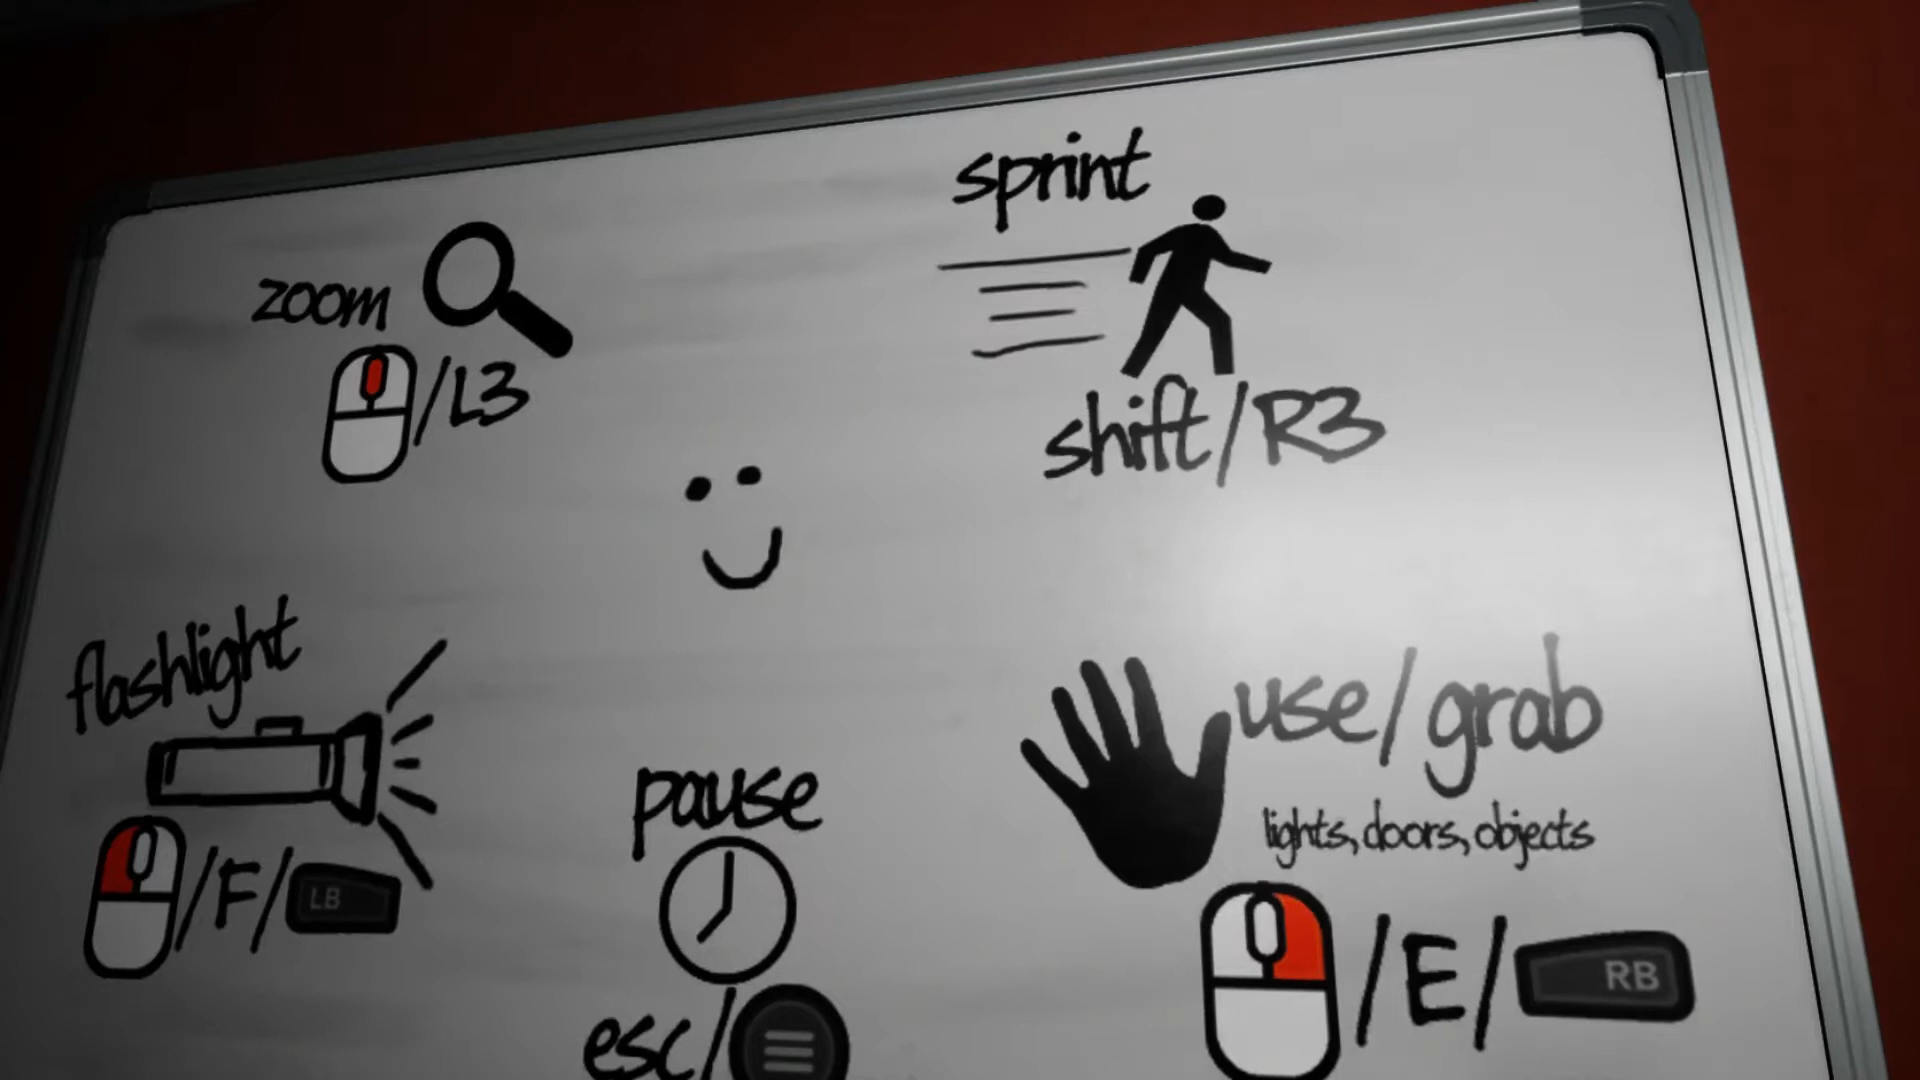 sprint
zoom
/L3
shift/R3
flashlight
use/grab
lights, doors, objects
pause
/F/ LB
/E/ RB
esc/